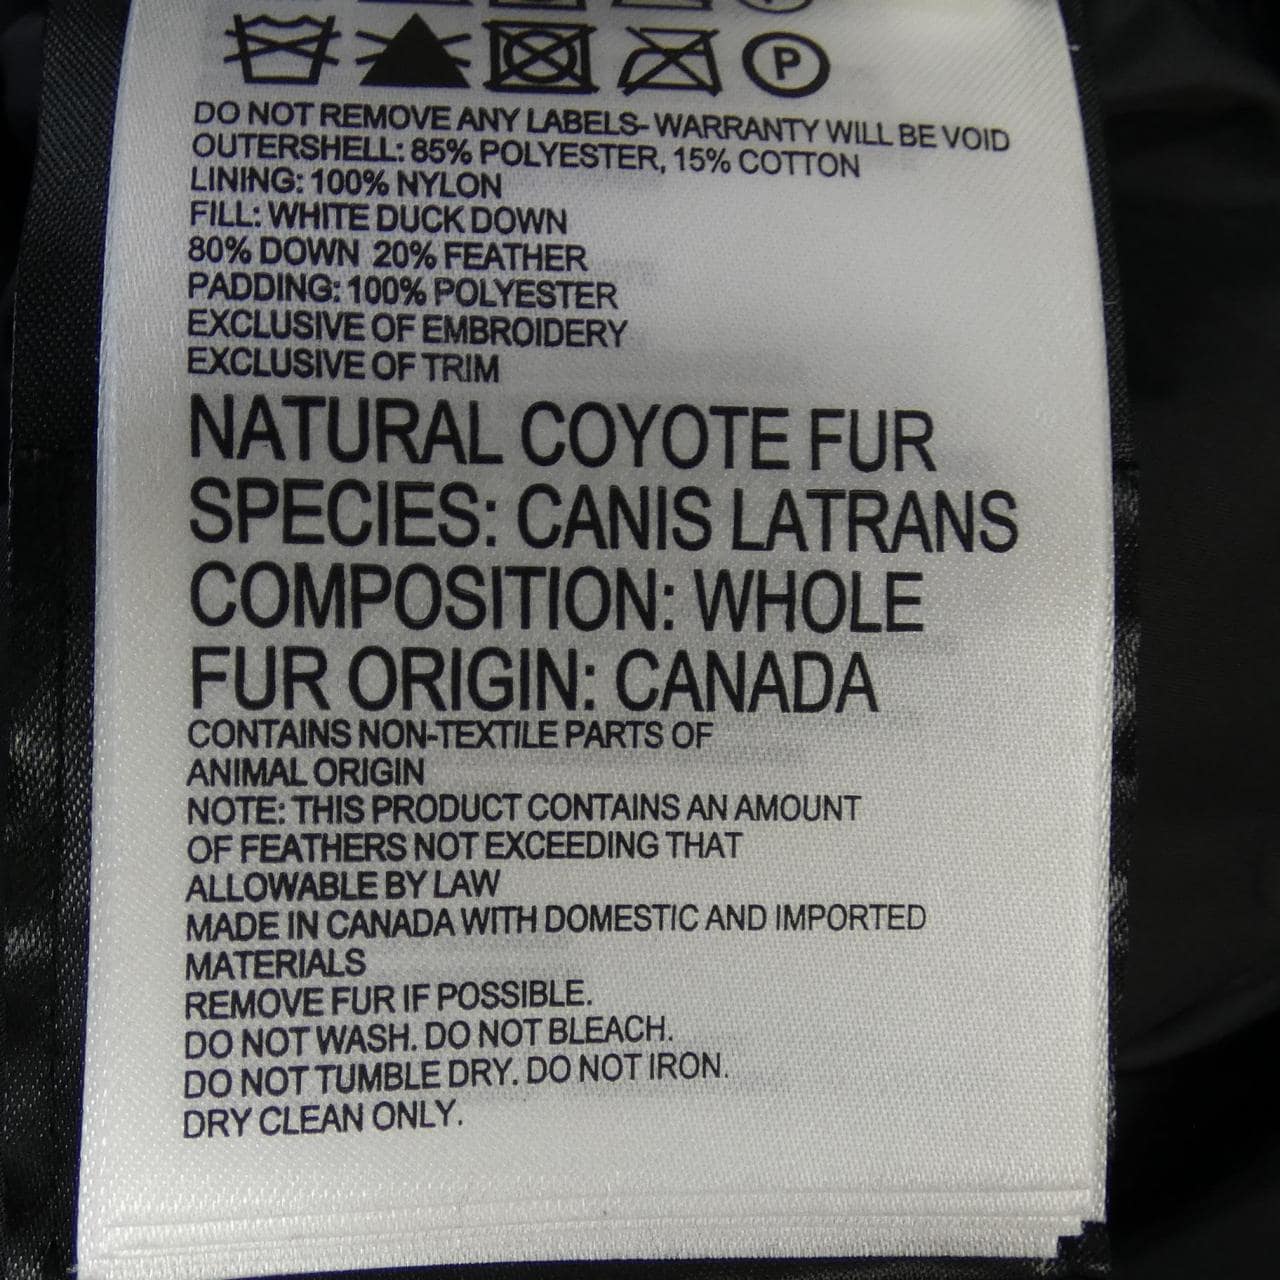 P
DO NOT REMOVE ANY LABELS-WARRANTY WILL BE VOID
OUTERSHELL: 85% POLYESTER, 15% COTTON
LINING: 100% NYLON
FILL: WHITE DUCK DOWN
80% DOWN 20% FEATHER
PADDING: 100% POLYESTER
EXCLUSIVE OF EMBROIDERY
EXCLUSIVE OF TRIM
NATURAL COYOTE FUR
SPECIES: CANIS LATRANS
COMPOSITION: WHOLE
FUR ORIGIN: CANADA
CONTAINS NON-TEXTILE PARTS OF
ANIMAL ORIGIN
NOTE: THIS PRODUCT CONTAINS AN AMOUNT
OF FEATHERS NOT EXCEEDING THAT
ALLOWABLE BY LAW
MADE IN CANADA WITH DOMESTIC AND IMPORTED
MATERIALS
REMOVE FUR IF POSSIBLE.
DO NOT WASH. DO NOT BLEACH.
DO NOT TUMBLE DRY. DO NOT IRON.
DRY CLEAN ONLY.